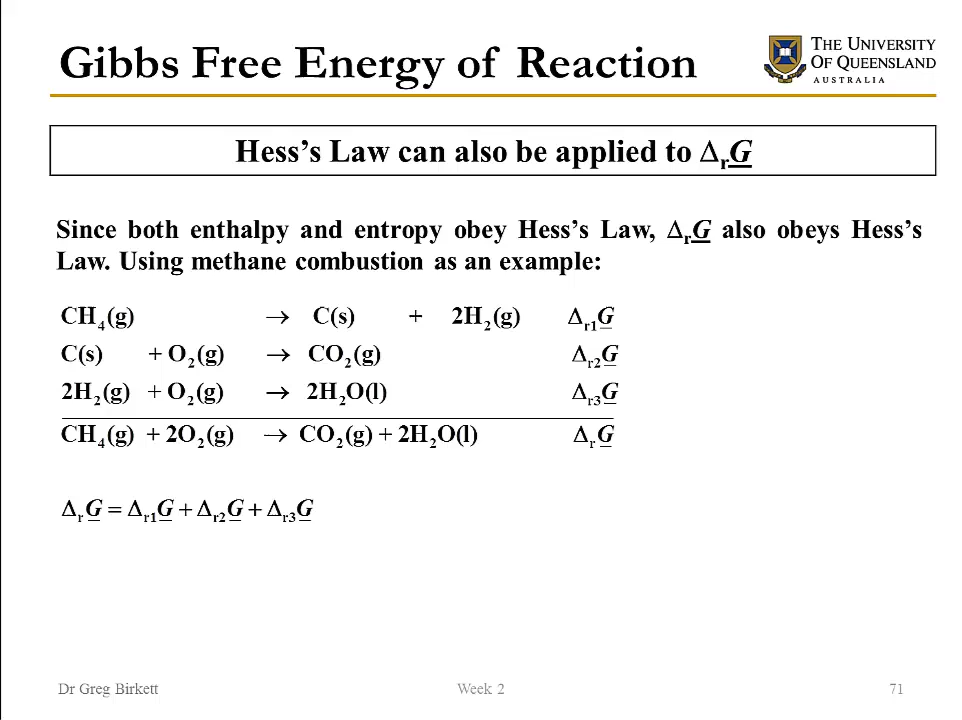 Gibbs Free Energy of Reaction
THE UNIVERSITY
OF QUEENSLAND
AUSTRALIA
Hess's Law can also be applied to ΔᵣG
Since both enthalpy and entropy obey Hess's Law, ΔᵣG also obeys Hess's
Law. Using methane combustion as an example:
CH₄(g) → C(s) + 2H₂(g) Δᵣ₁G
C(s) + O₂(g) → CO₂(g) Δᵣ₂G
2H₂(g) + O₂(g) → 2H₂O(l) Δᵣ₃G
CH₄(g) + 2O₂(g) → CO₂(g) + 2H₂O(l) ΔᵣG
ΔᵣG = Δᵣ₁G + Δᵣ₂G + Δᵣ₃G
Dr Greg Birkett Week 2 71